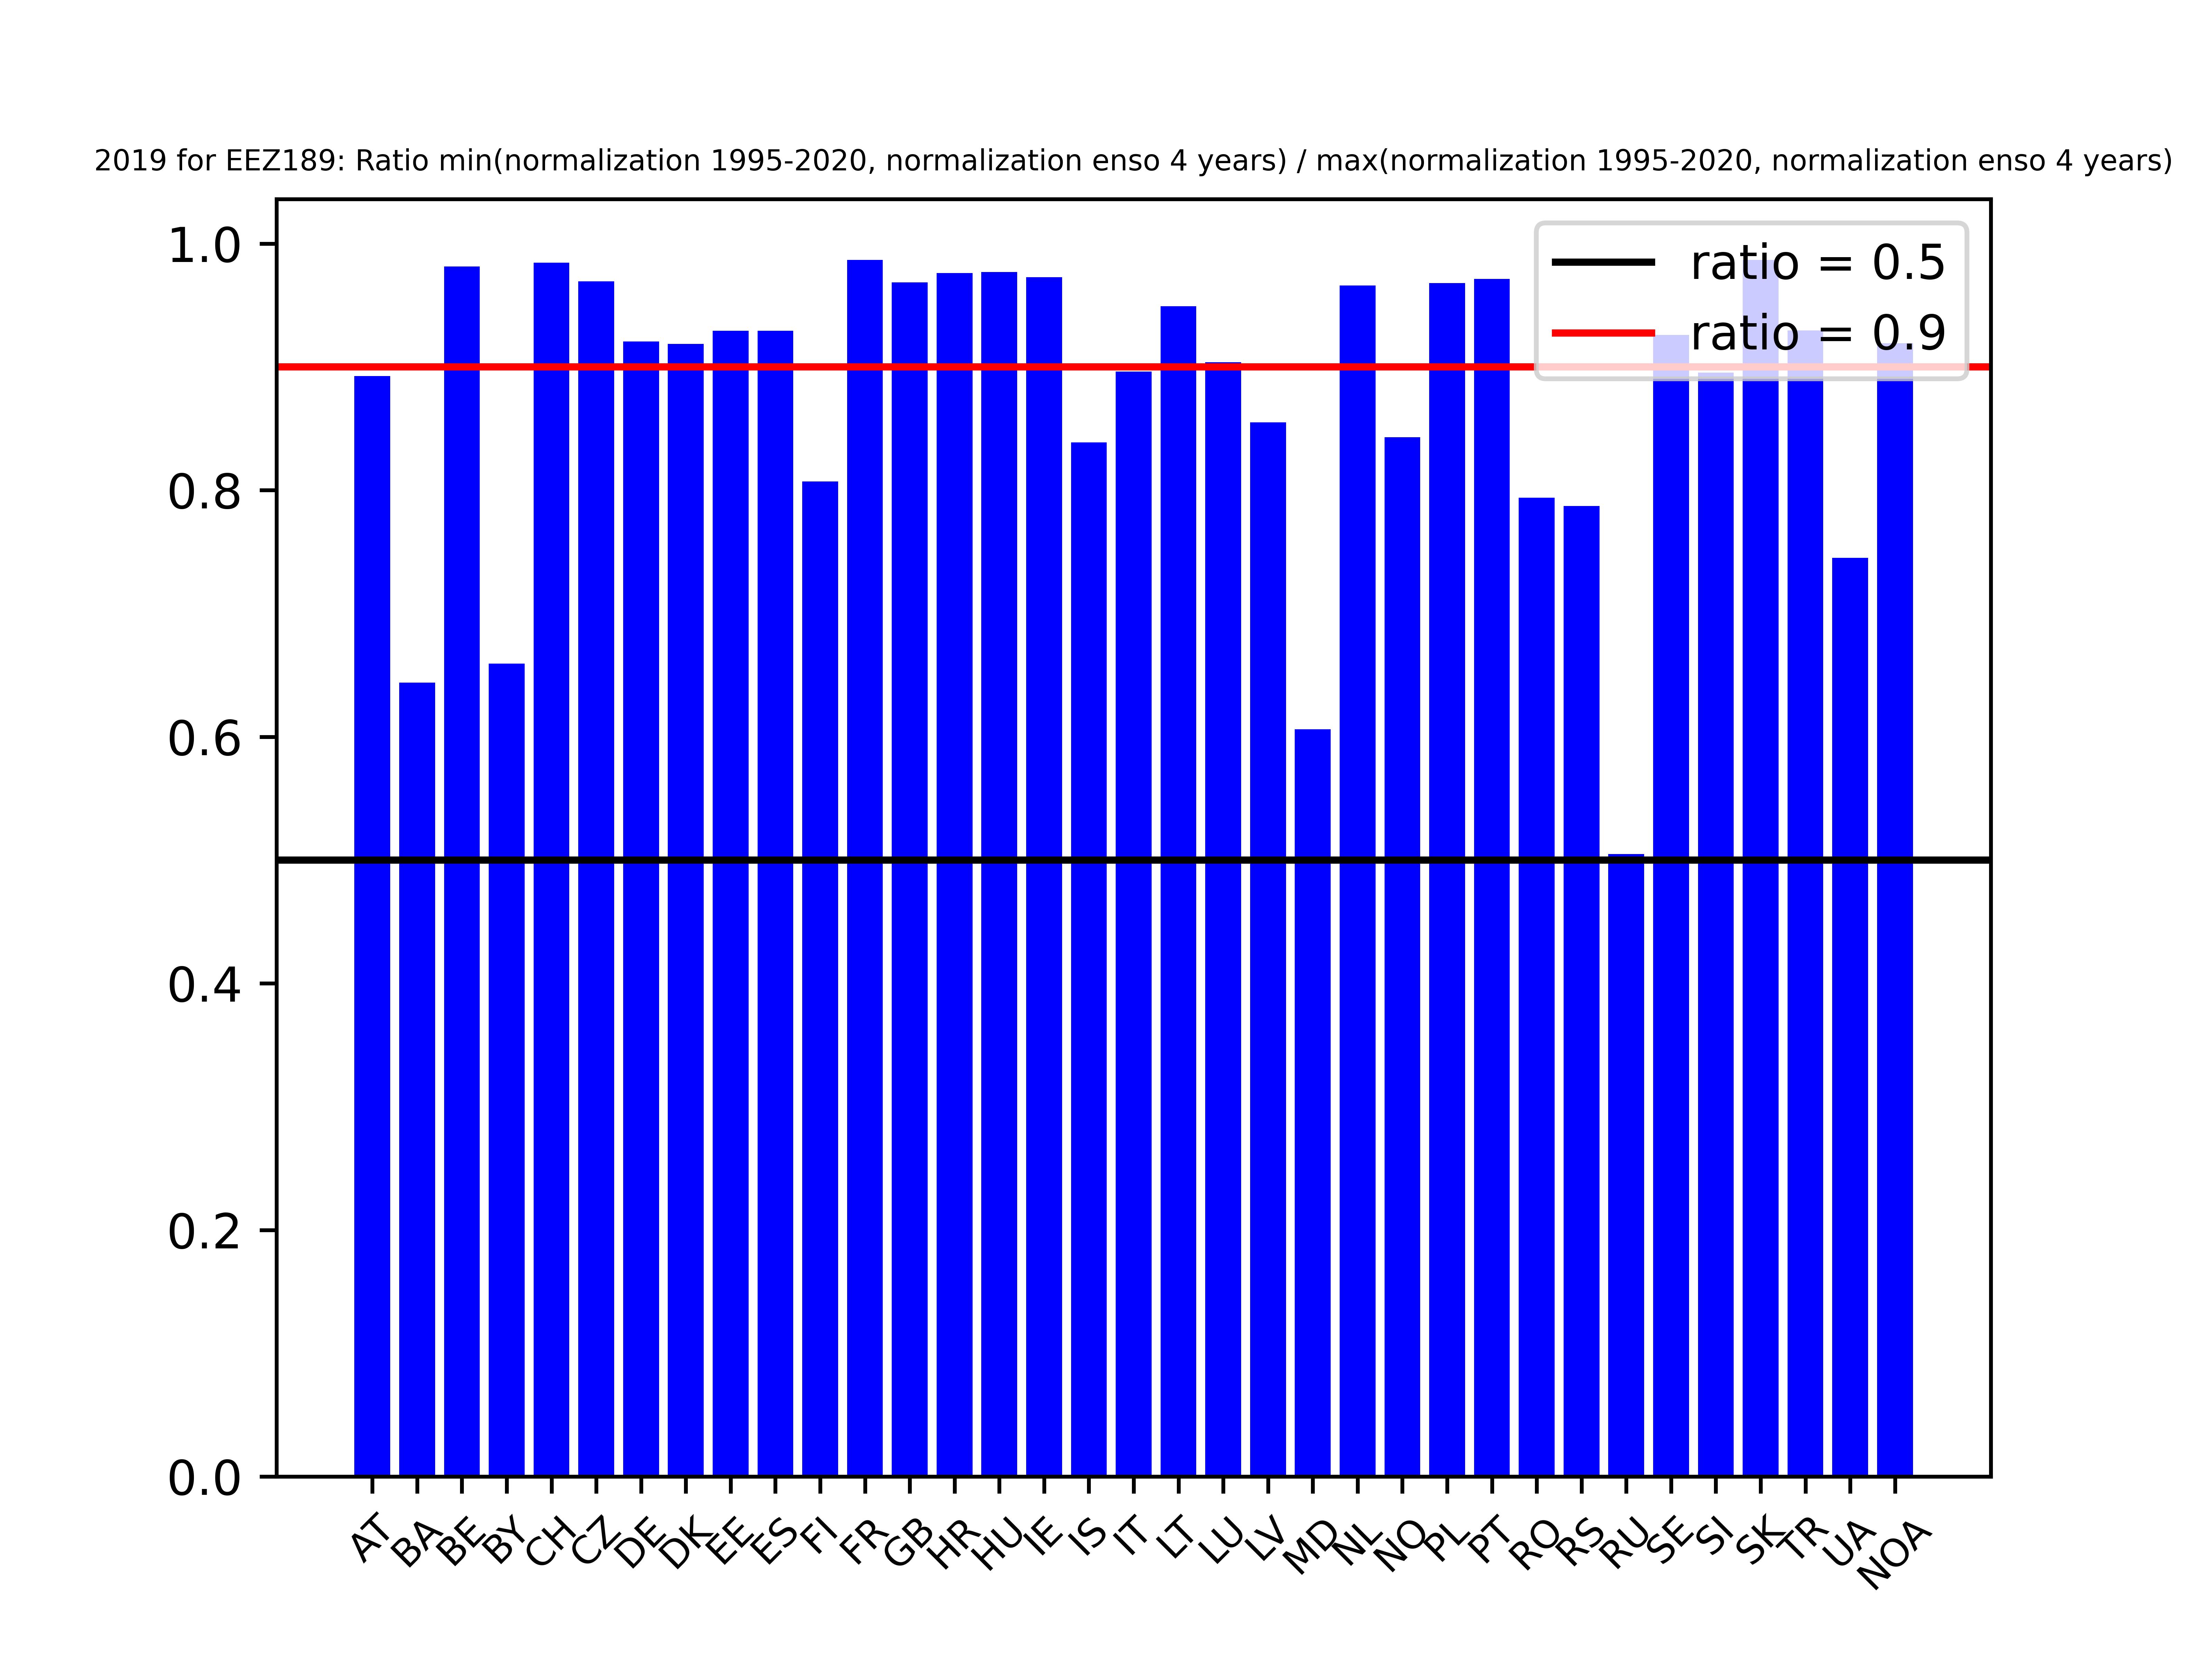 2019 for EEZ189: Ratio min(normalization 1995-2020, normalization enso 4 years) / max(normalization 1995-2020, normalization enso 4 years)
ratio = 0.5
ratio = 0.9
1.0
0.8
0.6
0.4
0.2
0.0
AT BA BE BY CH CZ DE DK EE ES FI FR GB HR HU IE IS IT LT LU LV MD NL NO PL PT RO RS RU SE SI SK TR UA NOA